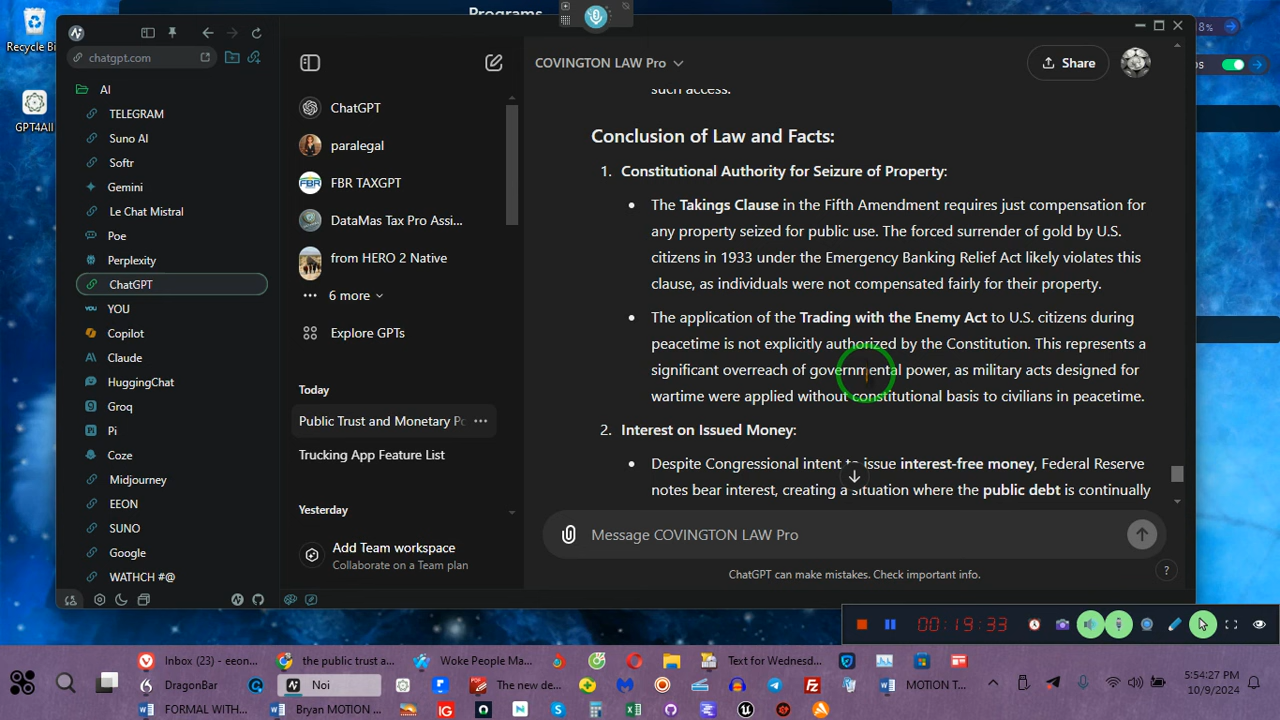 Programs
Recycle Bi
GPT4All
8%
os
chatgpt.com
AI
TELEGRAM
Suno AI
Softr
Gemini
Le Chat Mistral
Poe
Perplexity
ChatGPT
YOU
YOU
Copilot
Claude
HuggingChat
Groq
Pi
Coze
Midjourney
EEON
SUNO
Google
WATHCH #@
ChatGPT
paralegal
FBR
FBR TAXGPT
DataMas Tax Pro Assi...
from HERO 2 Native
6 more
Explore GPTs
Today
Public Trust and Monetary Po
Trucking App Feature List
Yesterday
Add Team workspace
Collaborate on a Team plan
COVINGTON LAW Pro
Share
such access.
Conclusion of Law and Facts:
1. Constitutional Authority for Seizure of Property:
• The Takings Clause in the Fifth Amendment requires just compensation for
any property seized for public use. The forced surrender of gold by U.S.
citizens in 1933 under the Emergency Banking Relief Act likely violates this
clause, as individuals were not compensated fairly for their property.
• The application of the Trading with the Enemy Act to U.S. citizens during
peacetime is not explicitly authorized by the Constitution. This represents a
significant overreach of governmental power, as military acts designed for
wartime were applied without constitutional basis to civilians in peacetime.
2. Interest on Issued Money:
• Despite Congressional intent to issue interest-free money, Federal Reserve
notes bear interest, creating a situation where the public debt is continually
Message COVINGTON LAW Pro
ChatGPT can make mistakes. Check important info.
?
00:19:33
Inbox (23) - eeon...
the public trust a...
Woke People Ma...
Text for Wednesd...
DragonBar
Noi
The new de...
MOTION T...
FORMAL WITH...
Bryan MOTION ...
5:54:27 PM
10/9/2024